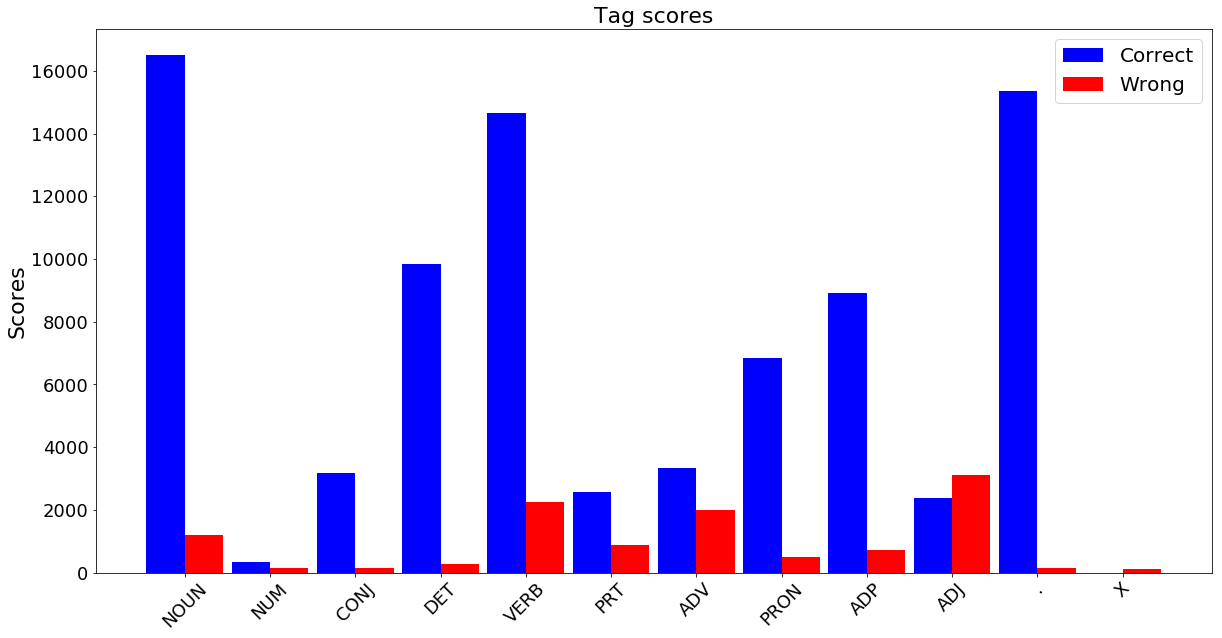 Tag scores
Correct
Wrong
Scores
16000
14000
12000
10000
8000
6000
4000
2000
0
NOUN
NUM
CONJ
DET
VERB
PRT
ADV
PRON
ADP
ADJ
.
X